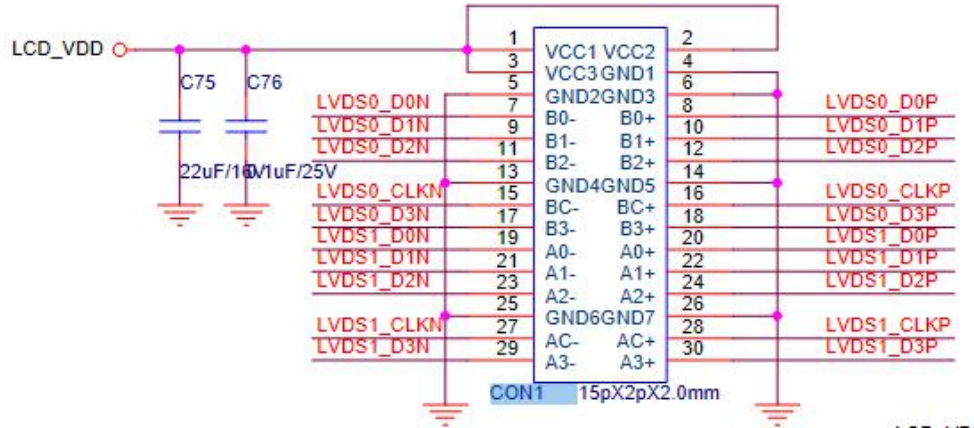 1 2
LCD_VDD VCC1 VCC2
3 4
VCC3 GND1
C75 C76 5 6
GND2 GND3
LVDS0_D0N 7 8 LVDS0_D0P
B0- B0+
LVDS0_D1N 9 10 LVDS0_D1P
B1- B1+
LVDS0_D2N 11 12 LVDS0_D2P
B2- B2+
22uF/16V 0.1uF/25V 13 14
GND4 GND5
LVDS0_CLKN 15 16 LVDS0_CLKP
BC- BC+
LVDS0_D3N 17 18 LVDS0_D3P
B3- B3+
LVDS1_D0N 19 20 LVDS1_D0P
A0- A0+
LVDS1_D1N 21 22 LVDS1_D1P
A1- A1+
LVDS1_D2N 23 24 LVDS1_D2P
A2- A2+
25 26
GND6 GND7
LVDS1_CLKN 27 28 LVDS1_CLKP
AC- AC+
LVDS1_D3N 29 30 LVDS1_D3P
A3- A3+
CON1 15pX2pX2.0mm